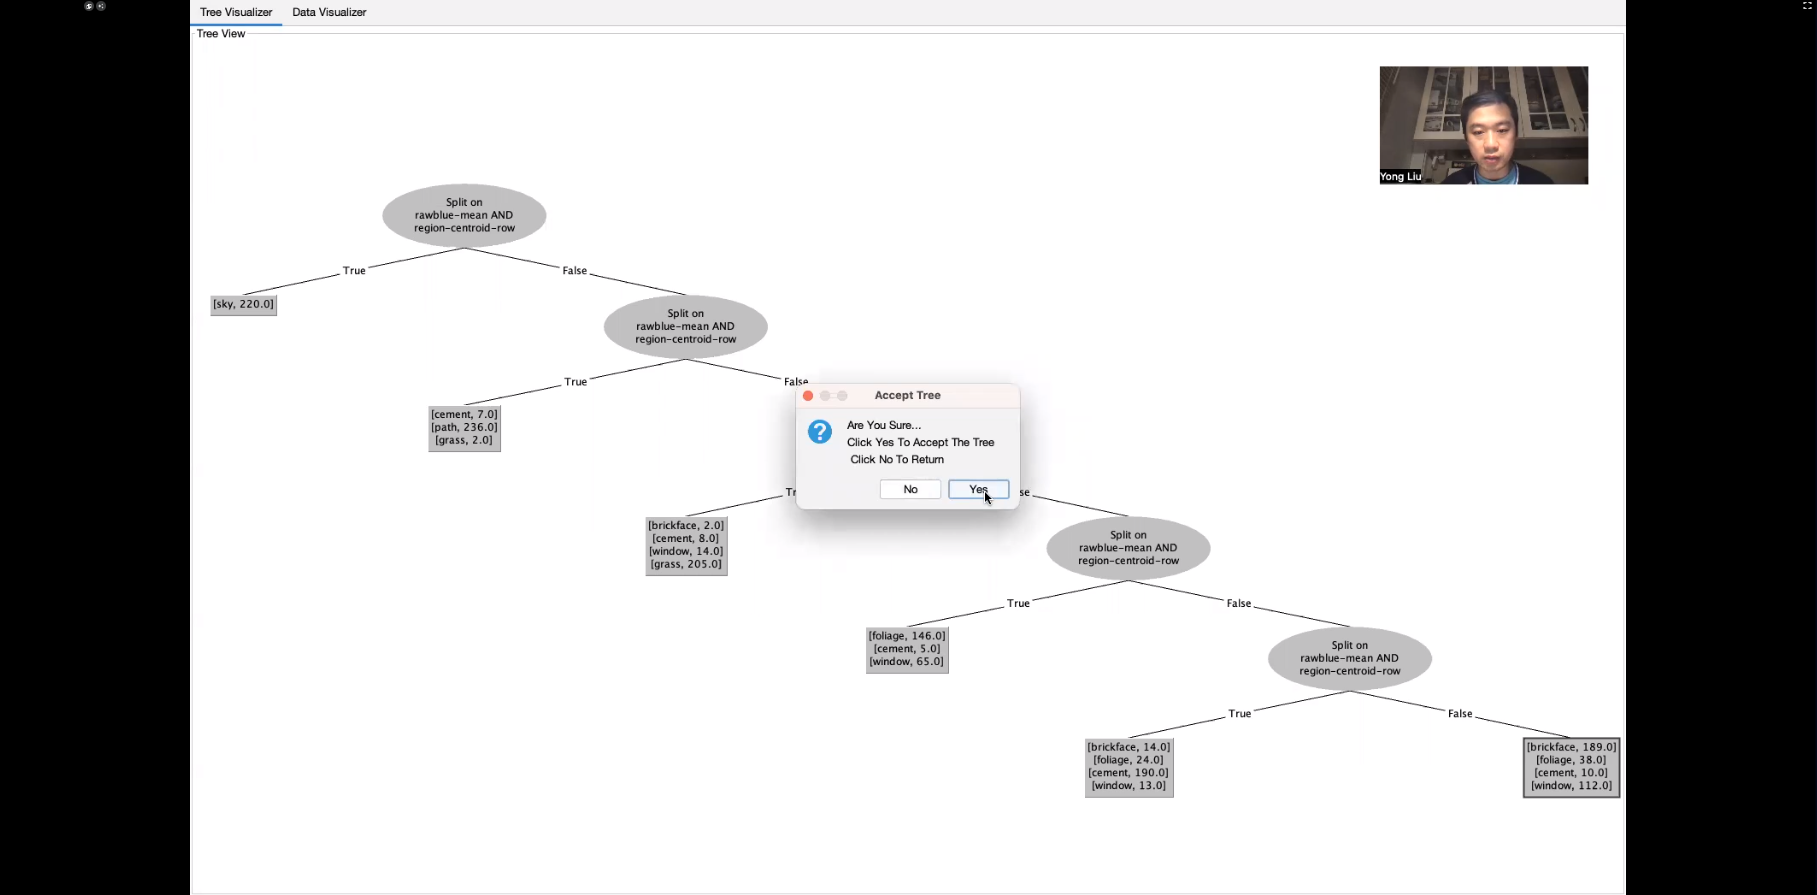 Tree Visualizer
Data Visualizer
Tree View
Yong Liu
Split on
rawblue-mean AND
region-centroid-row
True
False
[sky, 220.0]
Split on
rawblue-mean AND
region-centroid-row
True
False
Accept Tree
Are You Sure...
Click Yes To Accept The Tree
Click No To Return
No
Yes
[cement, 7.0]
[path, 236.0]
[grass, 2.0]
Tr
se
[brickface, 2.0]
[cement, 8.0]
[window, 14.0]
[grass, 205.0]
Split on
rawblue-mean AND
region-centroid-row
True
False
[foliage, 146.0]
[cement, 5.0]
[window, 65.0]
Split on
rawblue-mean AND
region-centroid-row
True
False
[brickface, 14.0]
[foliage, 24.0]
[cement, 190.0]
[window, 13.0]
[brickface, 189.0]
[foliage, 38.0]
[cement, 10.0]
[window, 112.0]